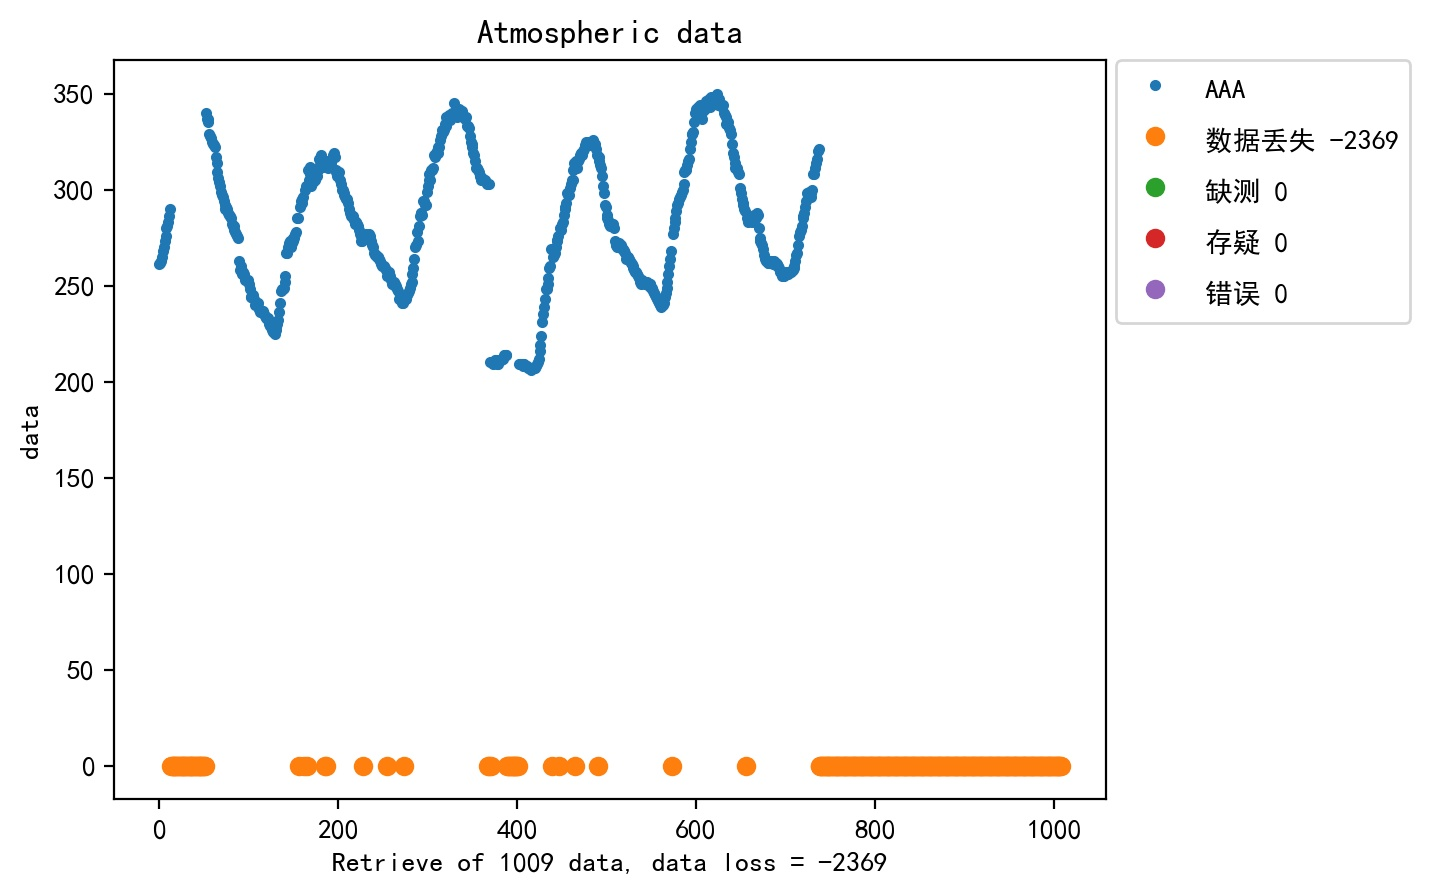 Atmospheric data
350
300
250
200
150
100
50
0
data
0 200 400 600 800 1000
Retrieve of 1009 data, data loss = -2369
AAA
数据丢失 -2369
缺测 0
存疑 0
错误 0